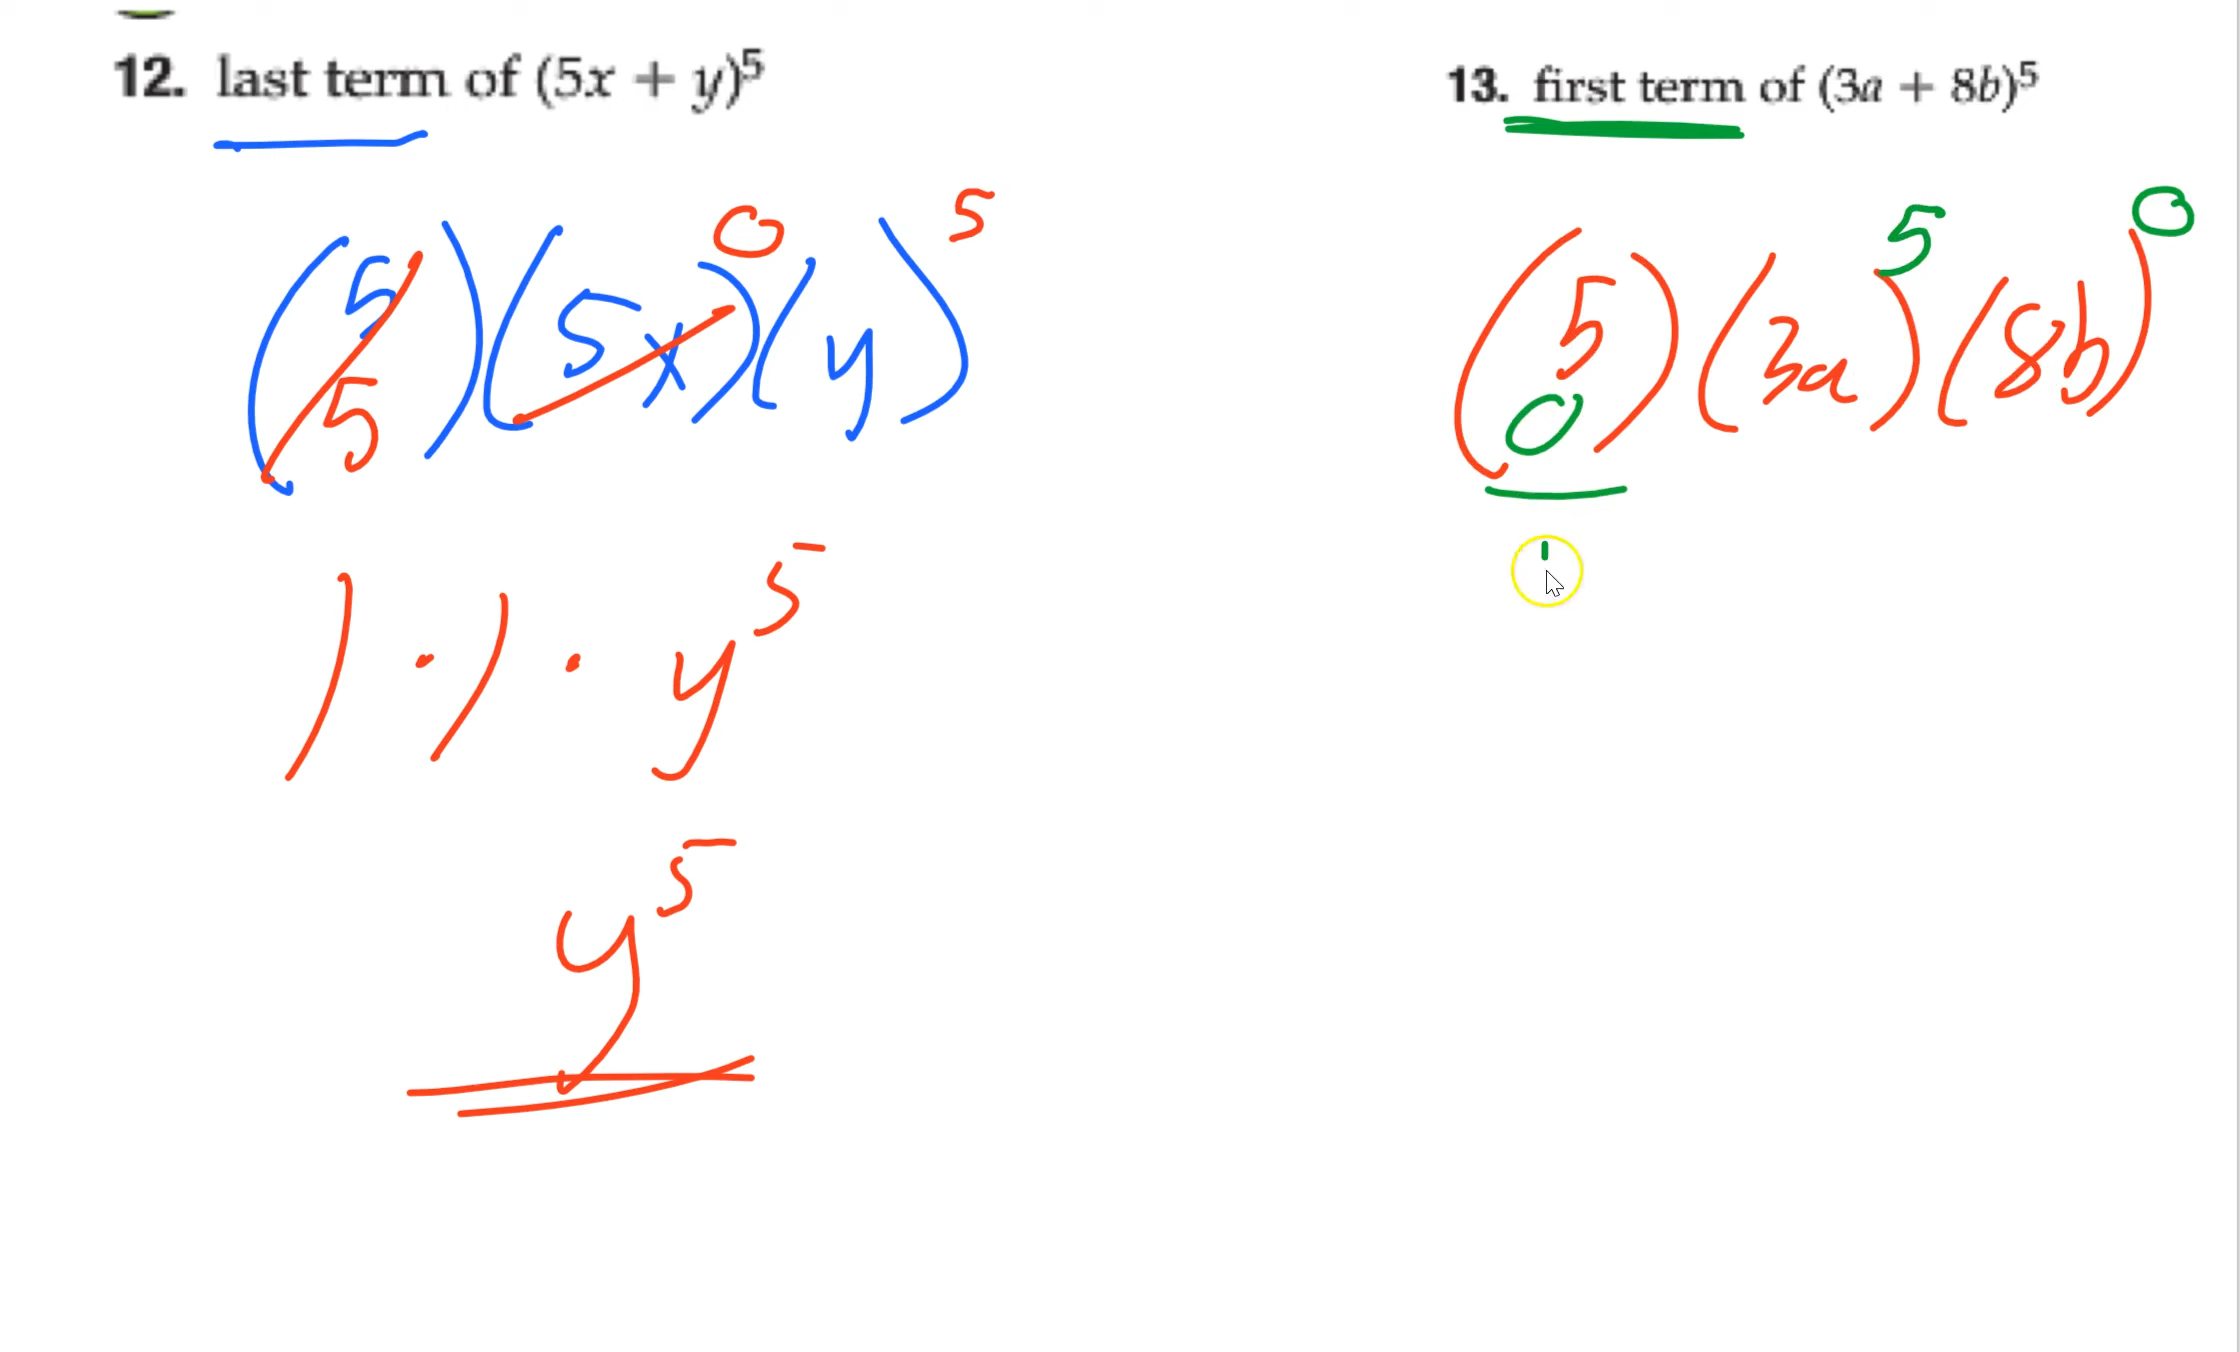 12. last term of (5x + y)^5
(5 5)(5x)^0 (y)^5
1 · 1 · y^5
y^5
13. first term of (3a + 8b)^5
(5 0)(3a)^5 (8b)^0